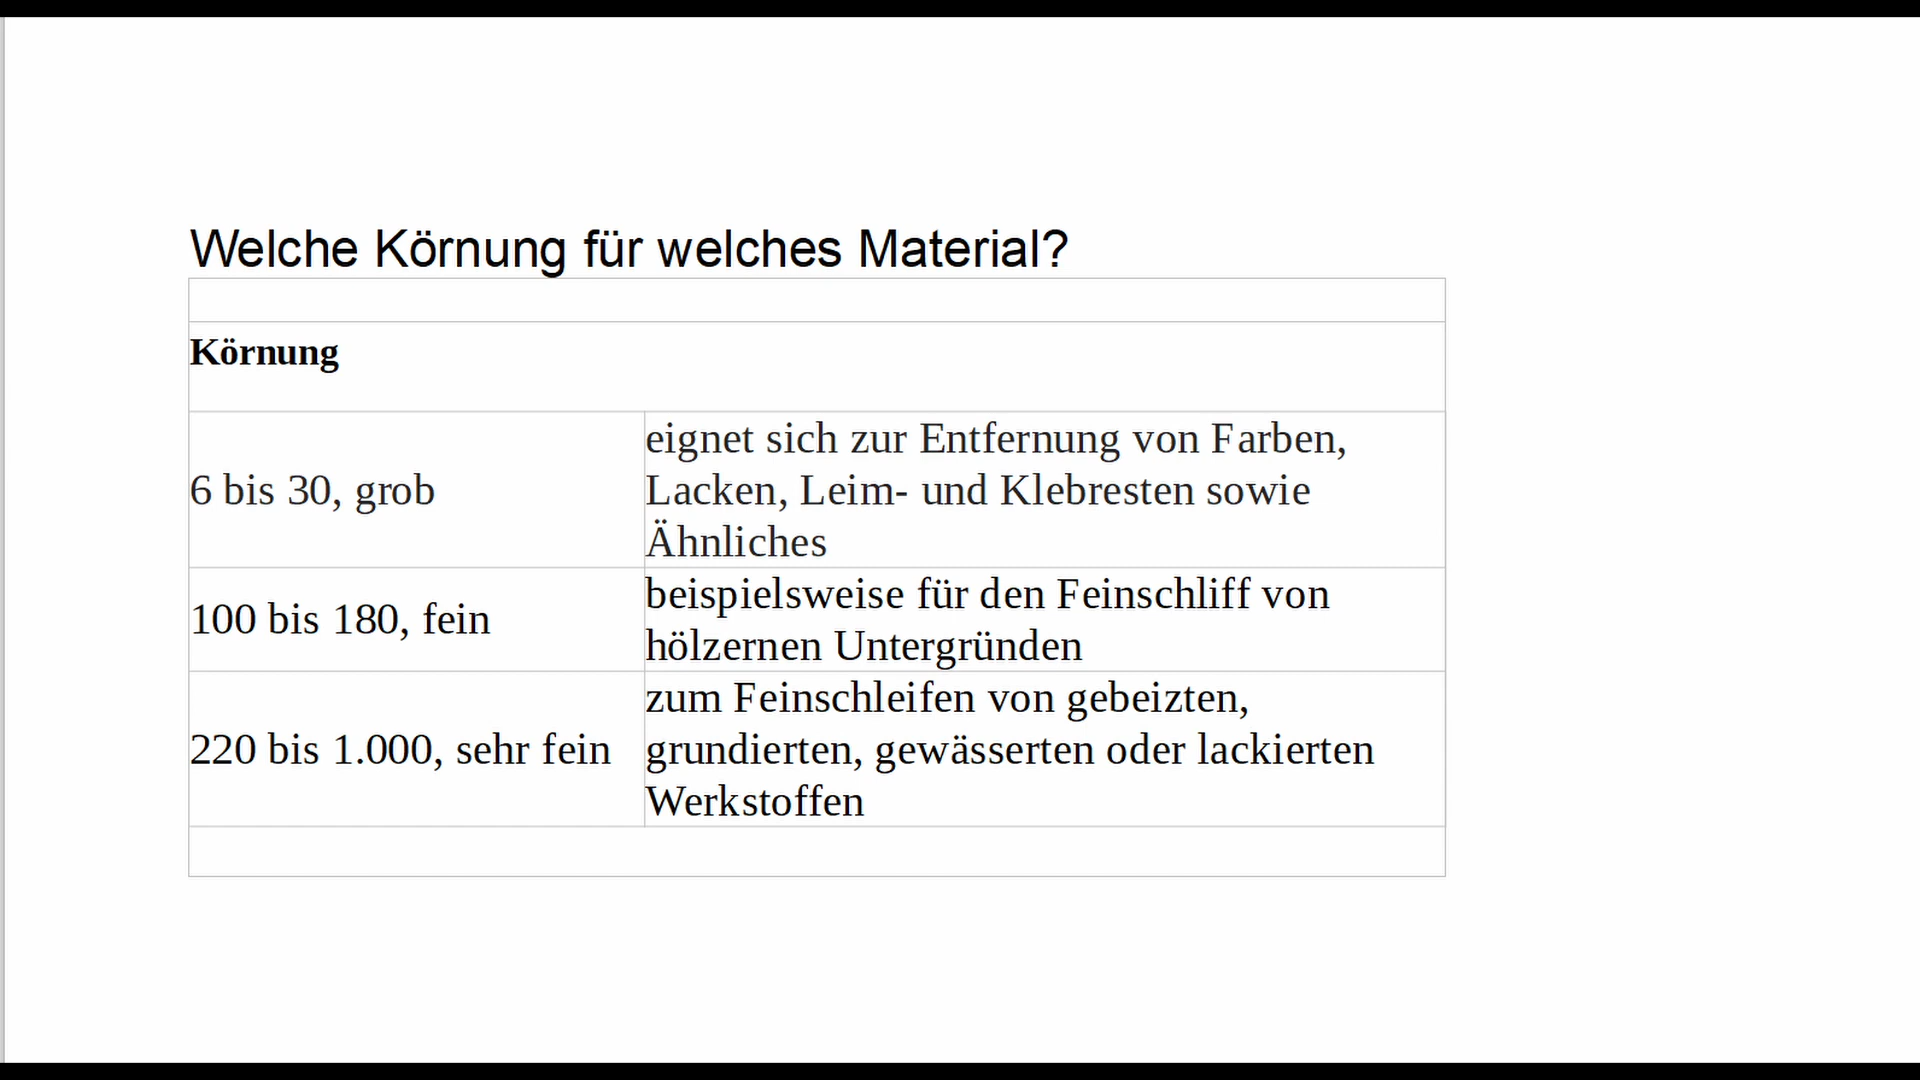 Welche Körnung für welches Material?
Körnung
6 bis 30, grob
eignet sich zur Entfernung von Farben,
Lacken, Leim- und Klebresten sowie
Ähnliches
100 bis 180, fein
beispielsweise für den Feinschliff von
hölzernen Untergründen
220 bis 1.000, sehr fein
zum Feinschleifen von gebeizten,
grundierten, gewässerten oder lackierten
Werkstoffen